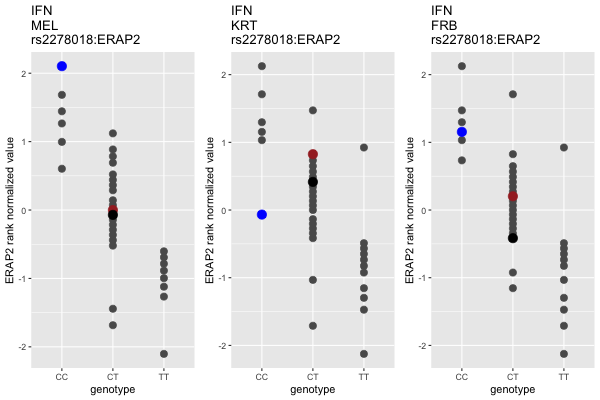 IFN
MEL
rs2278018:ERAP2
ERAP2 rank normalized value
2
1
0
-1
-2
CC
CT
TT
genotype
IFN
KRT
rs2278018:ERAP2
ERAP2 rank normalized value
2
1
0
-1
-2
CC
CT
TT
genotype
IFN
FRB
rs2278018:ERAP2
ERAP2 rank normalized value
2
1
0
-1
-2
CC
CT
TT
genotype